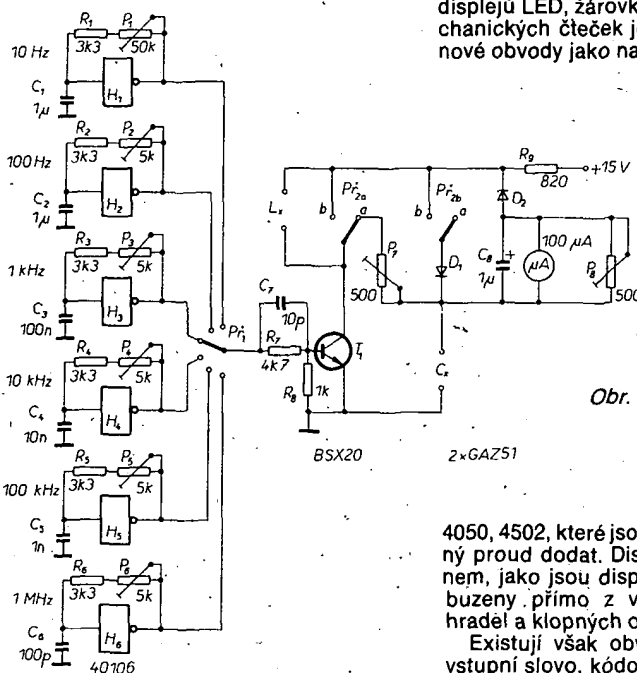 displejů LED, žárovk
chanických čteček je
nové obvody jako na
10 Hz
R₁
3k3
P₁
50k
C₁
1µ
H₁
100 Hz
R₂
3k3
P₂
5k
C₂
1µ
H₂
1 kHz
R₃
3k3
P₃
5k
C₃
100n
H₃
10 kHz
R₄
3k3
P₄
5k
C₄
10n
H₄
100 kHz
R₅
3k3
P₅
5k
C₅
1n
H₅
1 MHz
R₆
3k3
P₆
5k
C₆
100p
H₆
40106
Př₁
C₇
10p
R₇
4k7
R₈
1k
T₁
BSX20
Lₓ
b
Př₂ₐ
a
P₇
500
b
Př₂b
a
D₁
Cₓ
2×GAZ51
R₉
820
+15 V
D₂
C₈
+
1µ
100 µA
µA
P₈
500
Obr.
4050, 4502, které jso
ný proud dodat. Dis
nem, jako jsou disp
buzeny přímo z v
hradel a klopných o
Existují však obv
vstupní slovo, kódo